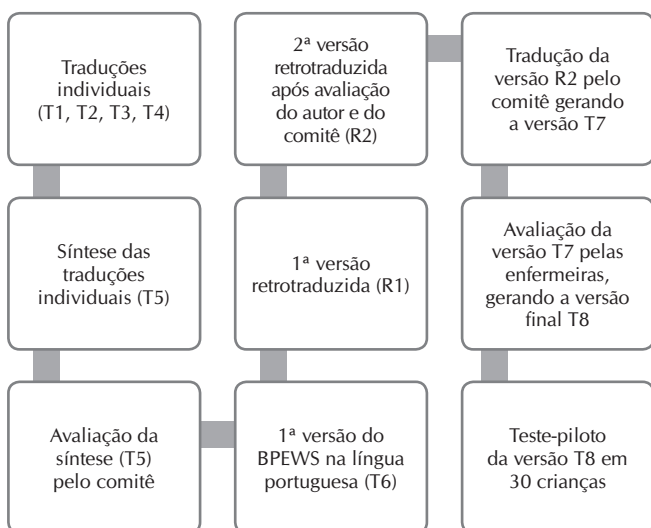 Traduções
individuais
(T1, T2, T3, T4)
Síntese das
traduções
individuais (T5)
Avaliação da
síntese (T5)
pelo comitê
1ª versão do
BPEWS na língua
portuguesa (T6)
1ª versão
retrotraduzida (R1)
2ª versão
retrotraduzida
após avaliação
do autor e do
comitê (R2)
Tradução da
versão R2 pelo
comitê gerando
a versão T7
Avaliação da
versão T7 pelas
enfermeiras,
gerando a versão
final T8
Teste-piloto
da versão T8 em
30 crianças